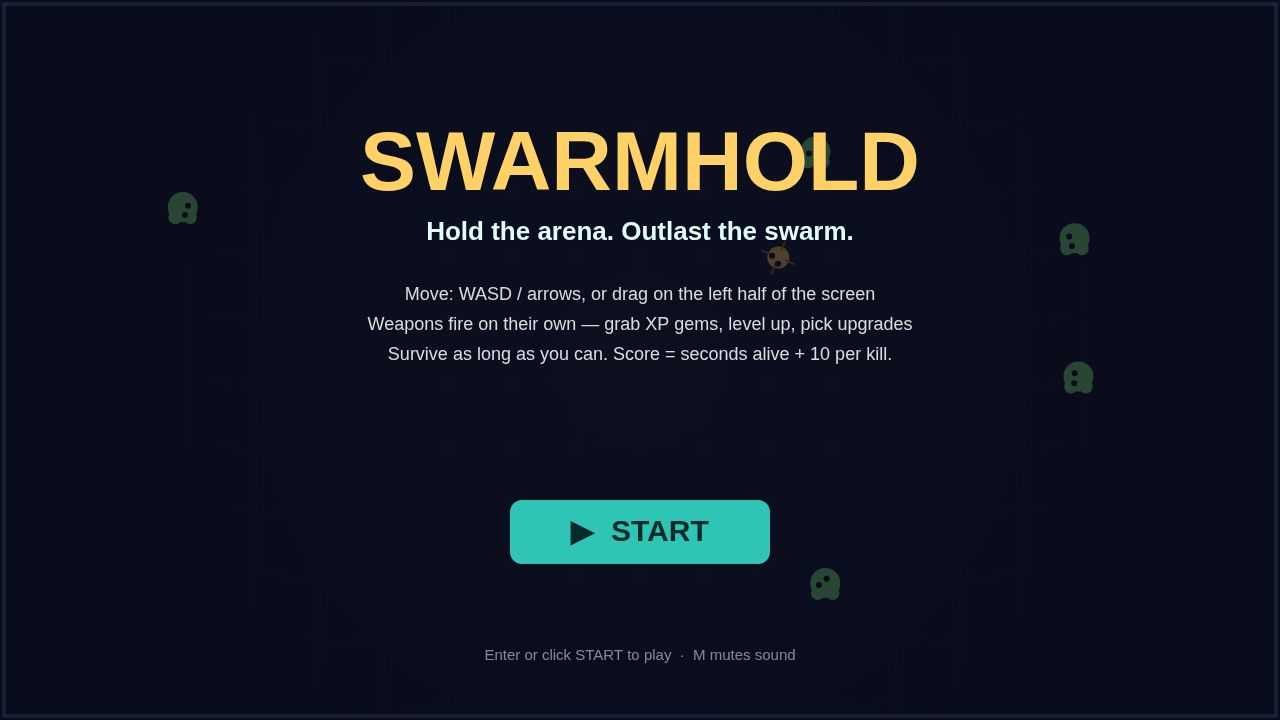 SWARMHOLD
Hold the arena. Outlast the swarm.
Move: WASD / arrows, or drag on the left half of the screen
Weapons fire on their own — grab XP gems, level up, pick upgrades
Survive as long as you can. Score = seconds alive + 10 per kill.
▶ START
Enter or click START to play · M mutes sound